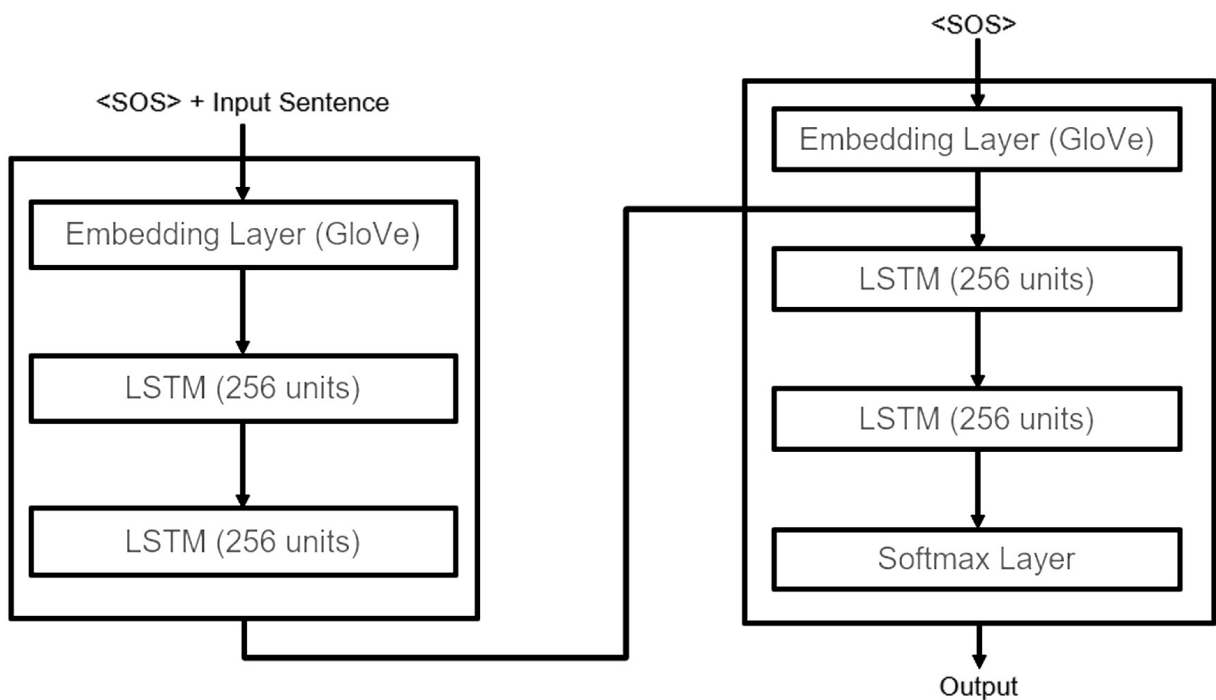 <SOS> + Input Sentence
Embedding Layer (GloVe)
LSTM (256 units)
LSTM (256 units)
<SOS>
Embedding Layer (GloVe)
LSTM (256 units)
LSTM (256 units)
Softmax Layer
Output